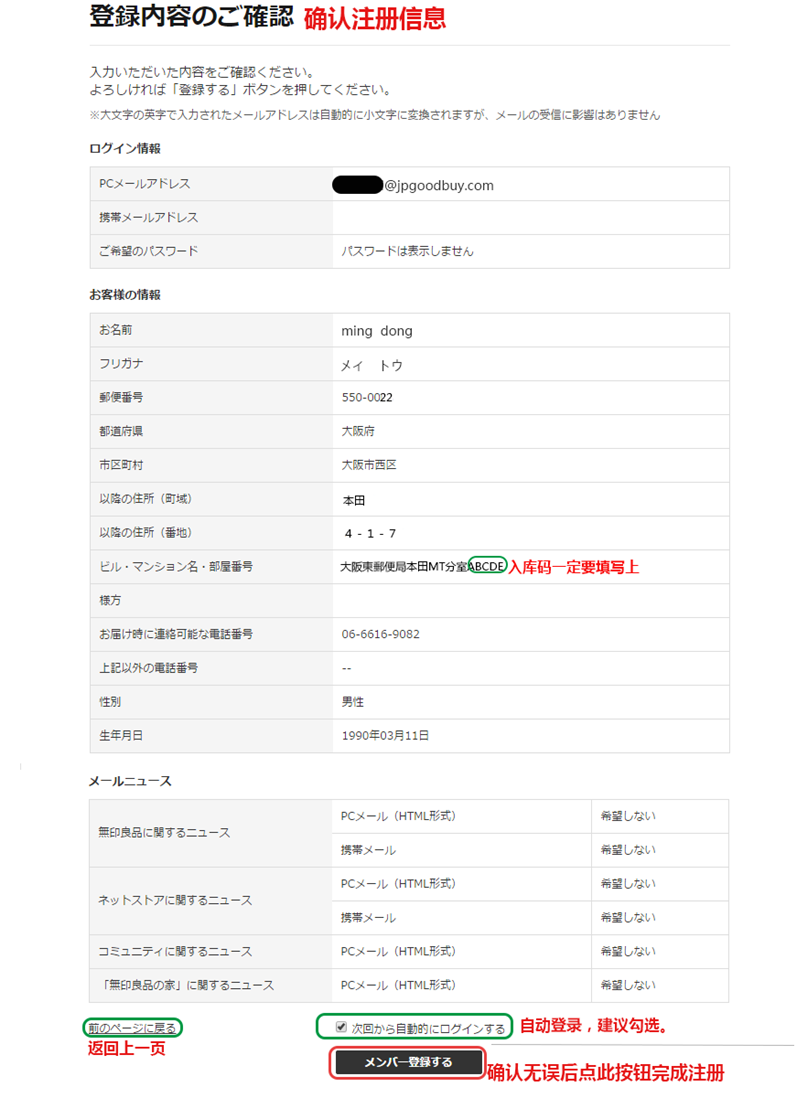 登録内容のご確認 确认注册信息
入力いただいた内容をご確認ください。
よろしければ「登録する」ボタンを押してください。
※大文字の英字で入力されたメールアドレスは自動的に小文字に変換されますが、メールの受信に影響はありません
ログイン情報
PCメールアドレス @jpgoodbuy.com
携帯メールアドレス
ご希望のパスワード パスワードは表示しません
お客様の情報
お名前 ming dong
フリガナ メイ トウ
郵便番号 550-0022
都道府県 大阪府
市区町村 大阪市西区
以降の住所（町域） 本田
以降の住所（番地） 4 - 1 - 7
ビル・マンション名・部屋番号 大阪東郵便局本田MT分室ABCDE 入库码一定要填写上
様方
お届け時に連絡可能な電話番号 06-6616-9082
上記以外の電話番号 --
性別 男性
生年月日 1990年03月11日
メールニュース
無印良品に関するニュース PCメール（HTML形式） 希望しない
携帯メール 希望しない
ネットストアに関するニュース PCメール（HTML形式） 希望しない
携帯メール 希望しない
コミュニティに関するニュース PCメール（HTML形式） 希望しない
「無印良品の家」に関するニュース PCメール（HTML形式） 希望しない
前のページに戻る 次回から自動的にログインする 自动登录，建议勾选。
返回上一页
メンバー登録する 确认无误后点此按钮完成注册